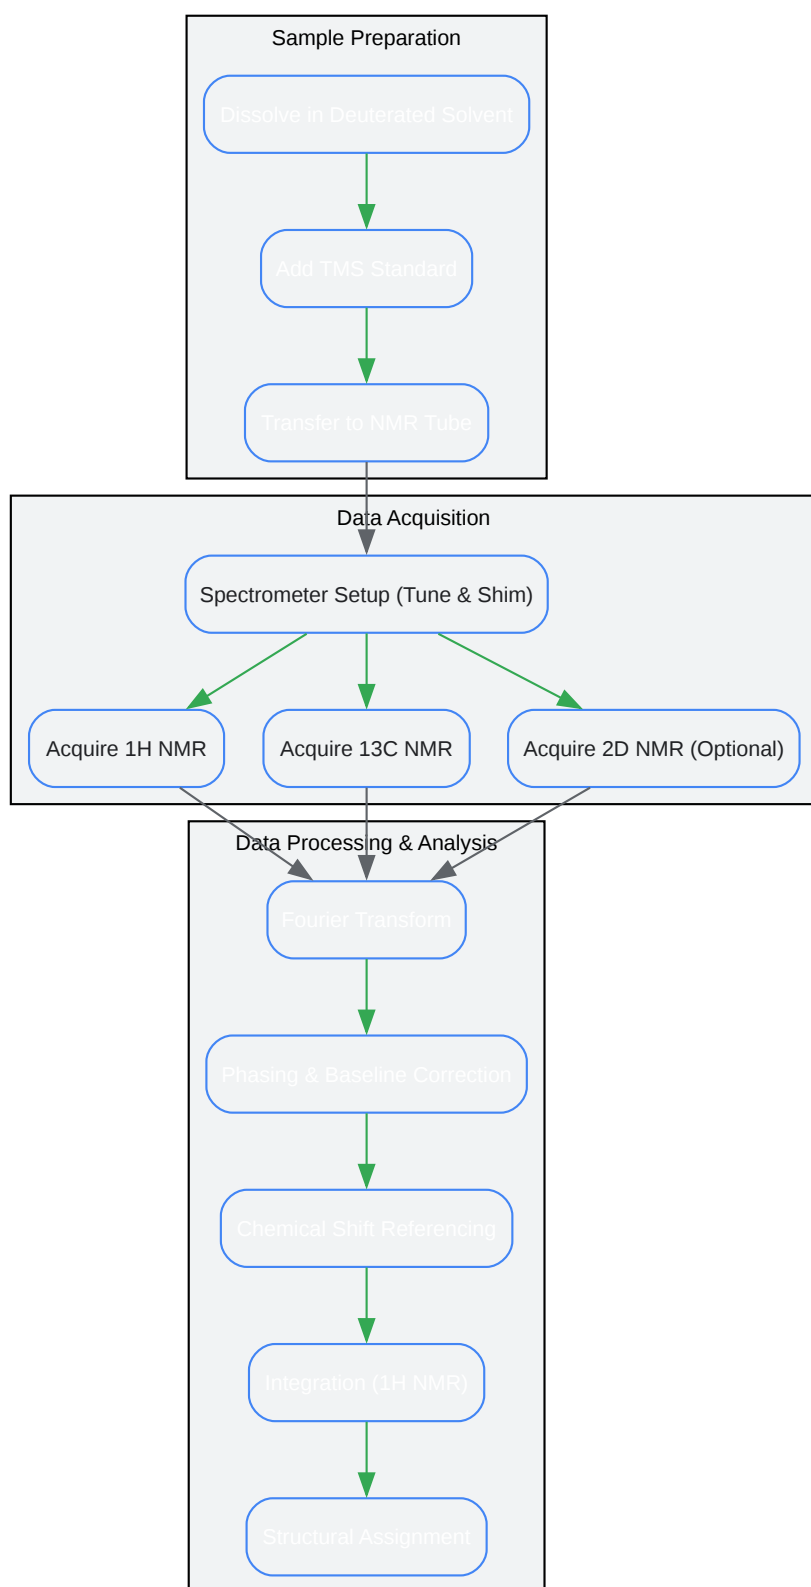 Sample Preparation
Dissolve in Deuterated Solvent
Add TMS Standard
Transfer to NMR Tube
Data Acquisition
Spectrometer Setup (Tune & Shim)
Acquire 1H NMR
Acquire 13C NMR
Acquire 2D NMR (Optional)
Data Processing & Analysis
Fourier Transform
Phasing & Baseline Correction
Chemical Shift Referencing
Integration (1H NMR)
Structural Assignment